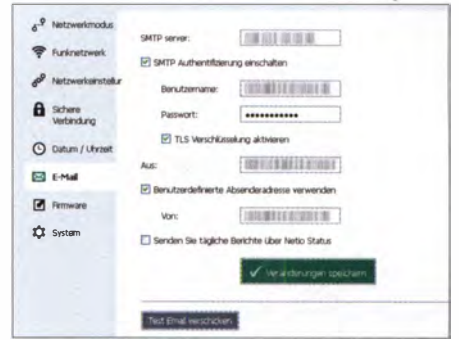 Netzwerkmodus
Funknetzwerk
Netzwerkeinstellur
Sichere
Verbindung
Datum / Uhrzeit
E-Mail
Firmware
System
SMTP server:
SMTP Authentifizierung einschalten
Benutzername:
Passwort:
TLS Verschlüsselung aktivieren
Aus:
Benutzerdefinierte Absenderadresse verwenden
Von:
Senden Sie tägliche Berichte über Netio Status
Veränderungen speichern
Test Email verschicken